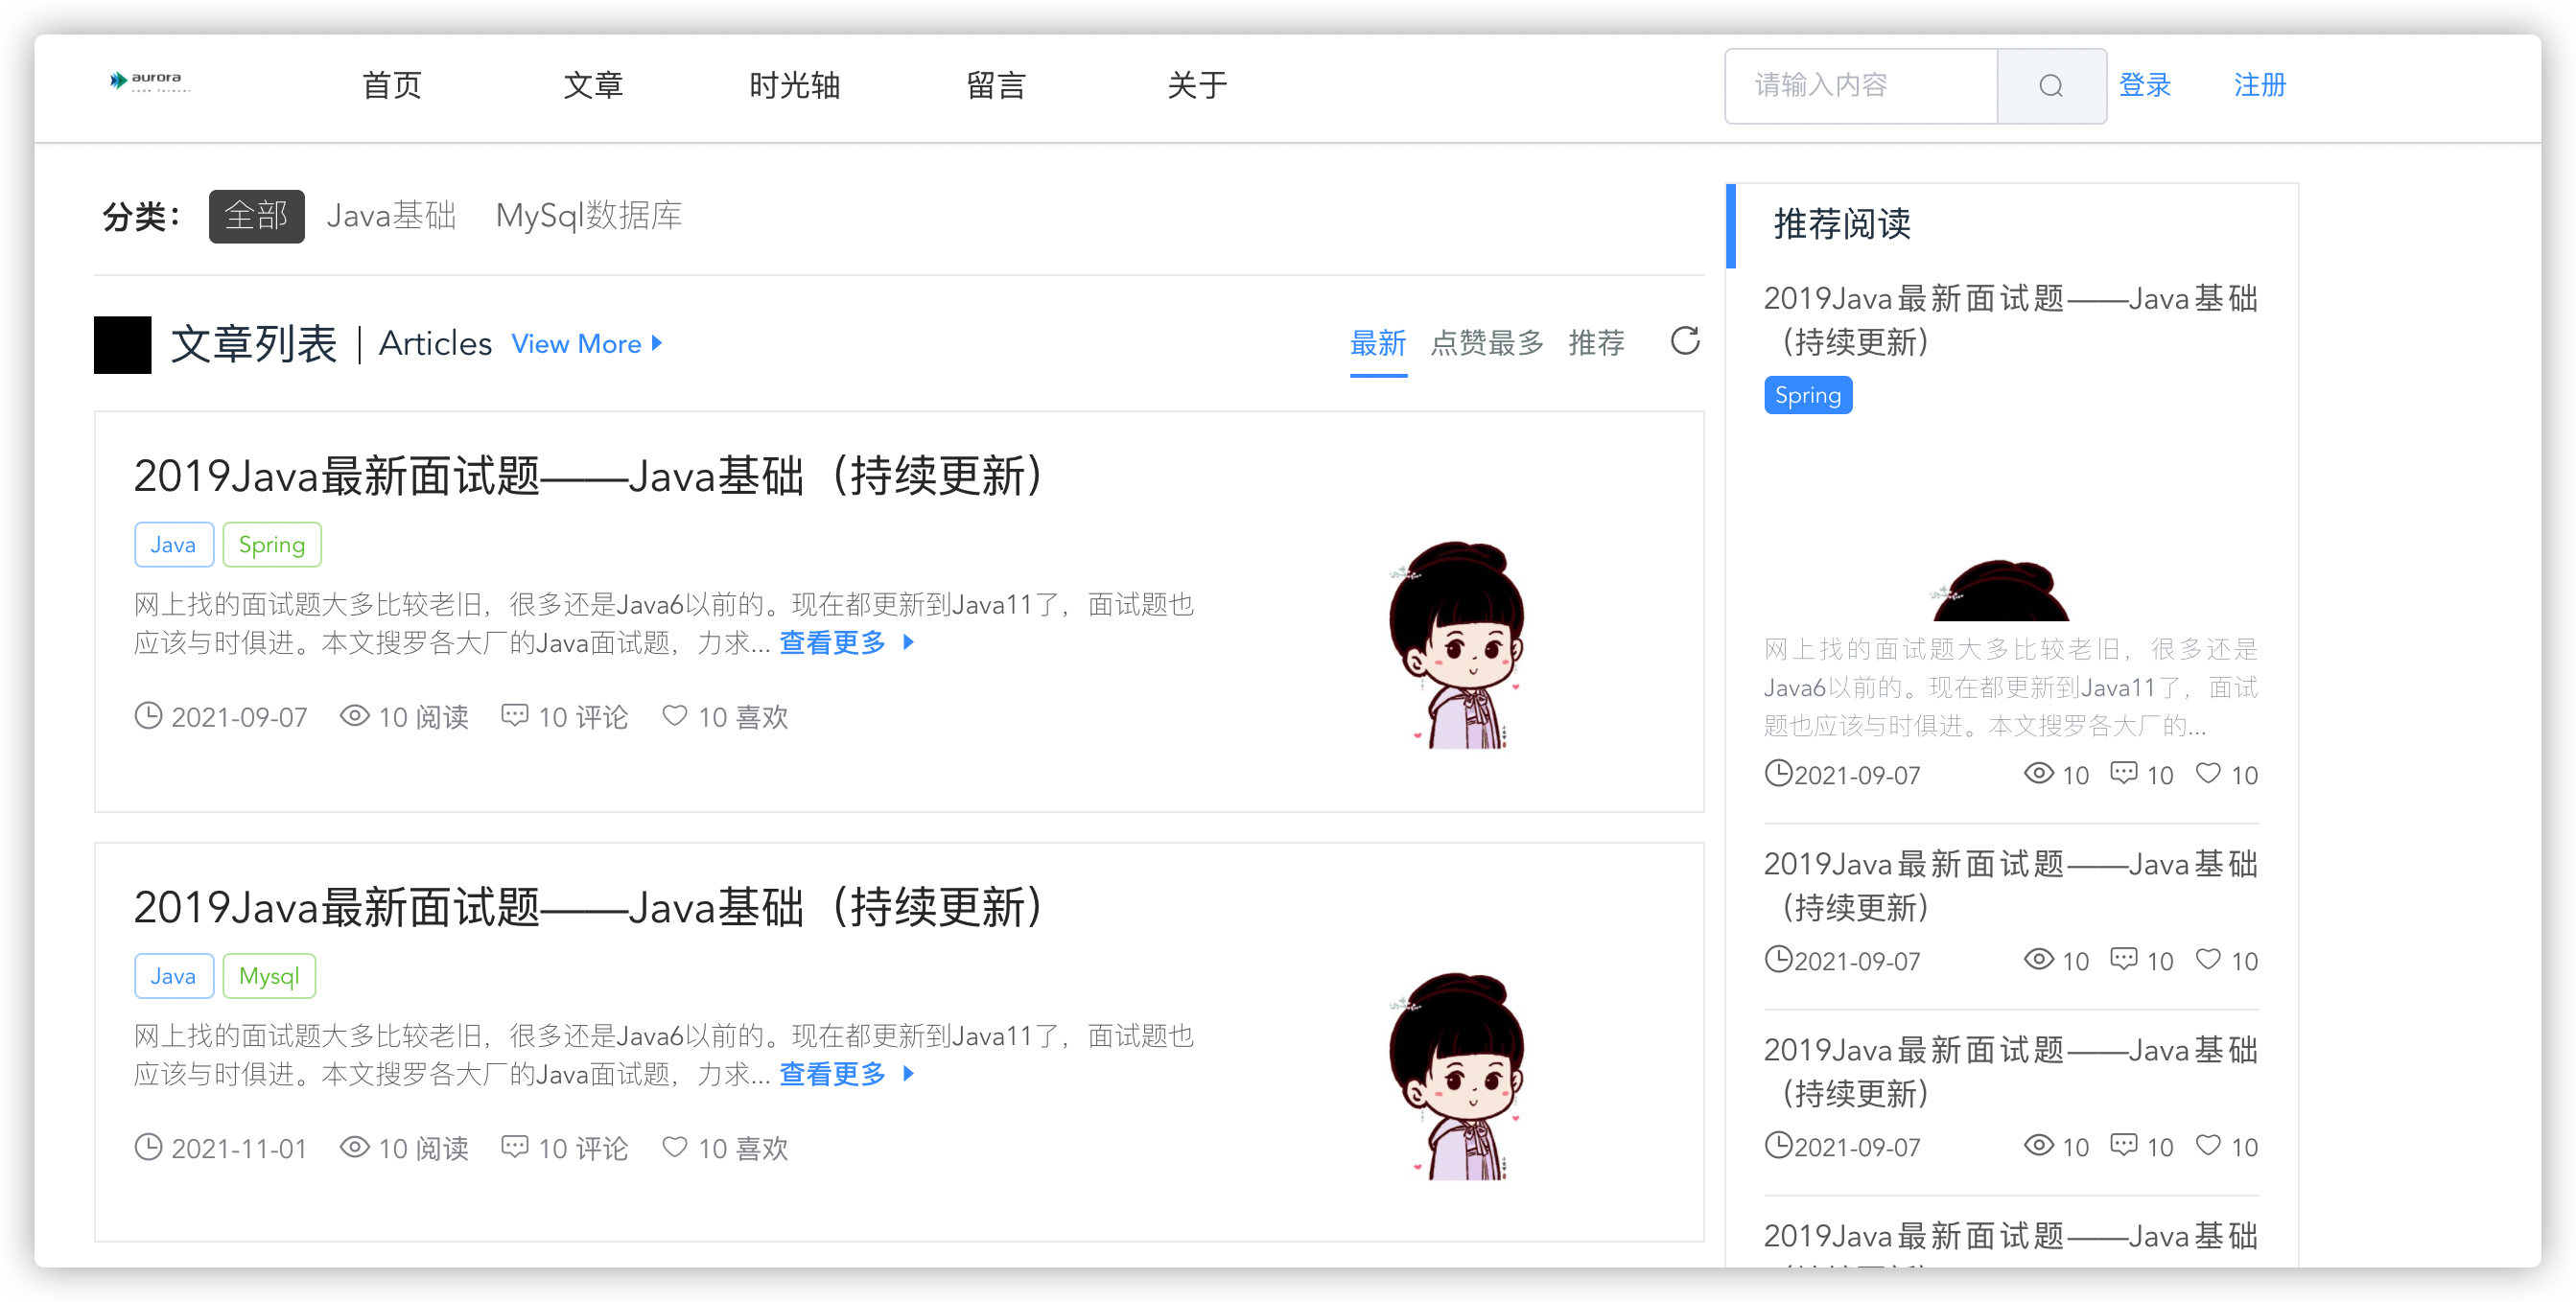 aurora
首页 文章 时光轴 留言 关于
请输入内容
登录 注册
分类： 全部 Java基础 MySql数据库
文章列表 | Articles View More
最新 点赞最多 推荐
2019Java最新面试题——Java基础（持续更新）
Java Spring
网上找的面试题大多比较老旧，很多还是Java6以前的。现在都更新到Java11了，面试题也
应该与时俱进。本文搜罗各大厂的Java面试题，力求... 查看更多
2021-09-07 10 阅读 10 评论 10 喜欢
2019Java最新面试题——Java基础（持续更新）
Java Mysql
网上找的面试题大多比较老旧，很多还是Java6以前的。现在都更新到Java11了，面试题也
应该与时俱进。本文搜罗各大厂的Java面试题，力求... 查看更多
2021-11-01 10 阅读 10 评论 10 喜欢
推荐阅读
2019Java最新面试题——Java基础
（持续更新）
Spring
网上找的面试题大多比较老旧，很多还是
Java6以前的。现在都更新到Java11了，面试
题也应该与时俱进。本文搜罗各大厂的...
2021-09-07 10 10 10
2019Java最新面试题——Java基础
（持续更新）
2021-09-07 10 10 10
2019Java最新面试题——Java基础
（持续更新）
2021-09-07 10 10 10
2019Java最新面试题——Java基础